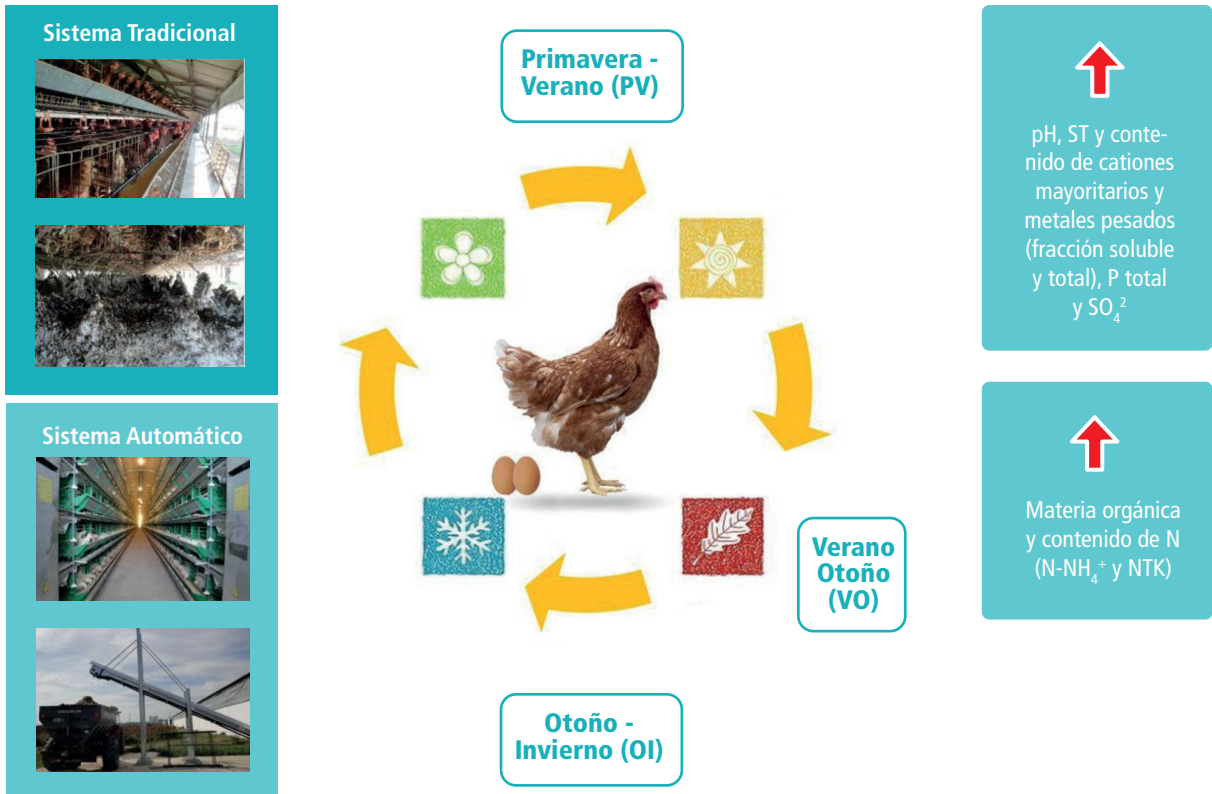 Sistema Tradicional
Sistema Automático
Primavera -
Verano (PV)
Verano
Otoño
(VO)
Otoño -
Invierno (OI)
pH, ST y conte-
nido de cationes
mayoritarios y
metales pesados
(fracción soluble
y total), P total
y SO₄²
Materia orgánica
y contenido de N
(N-NH₄⁺ y NTK)